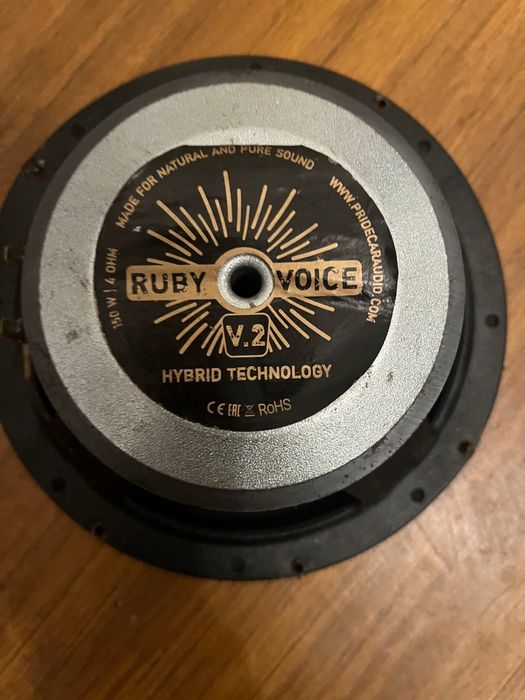 MADE FOR NATURAL AND PURE SOUND
WWW.PRIDECARAUDIO.COM
150 W | 4 OHM
RUBY VOICE
V.2
HYBRID TECHNOLOGY
CE EAC RoHS